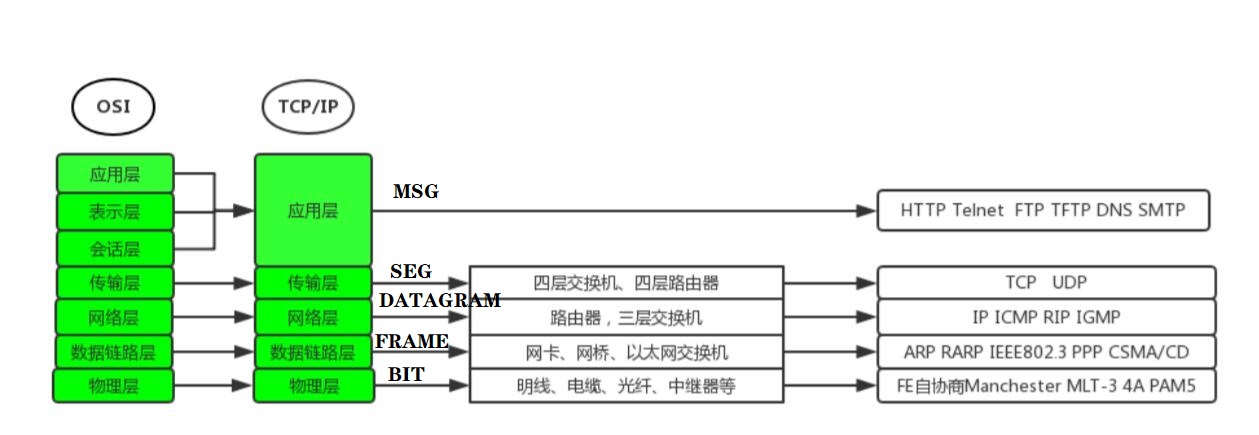 OSI
TCP/IP
应用层
表示层
会话层
应用层
MSG
HTTP Telnet FTP TFTP DNS SMTP
传输层
传输层
SEG
四层交换机、四层路由器
TCP UDP
网络层
网络层
DATAGRAM
路由器，三层交换机
IP ICMP RIP IGMP
数据链路层
数据链路层
FRAME
网卡、网桥、以太网交换机
ARP RARP IEEE802.3 PPP CSMA/CD
物理层
物理层
BIT
明线、电缆、光纤、中继器等
FE自协商Manchester MLT-3 4A PAM5